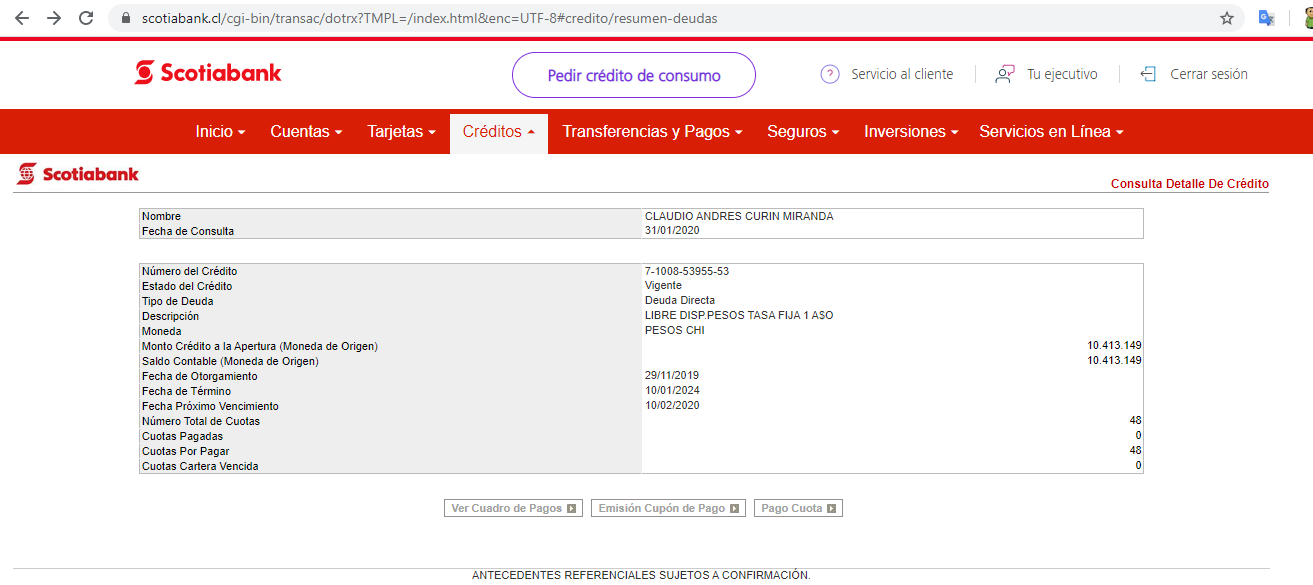 scotiabank.cl/cgi-bin/transac/dotrx?TMPL=/index.html&enc=UTF-8#credito/resumen-deudas
Scotiabank
Pedir crédito de consumo
? Servicio al cliente
Tu ejecutivo
Cerrar sesión
Inicio Cuentas Tarjetas Créditos Transferencias y Pagos Seguros Inversiones Servicios en Línea
Scotiabank
Consulta Detalle De Crédito
Nombre CLAUDIO ANDRES CURIN MIRANDA
Fecha de Consulta 31/01/2020
Número del Crédito 7-1008-53955-53
Estado del Crédito Vigente
Tipo de Deuda Deuda Directa
Descripción LIBRE DISP.PESOS TASA FIJA 1 A$O
Moneda PESOS CHI
Monto Crédito a la Apertura (Moneda de Origen) 10.413.149
Saldo Contable (Moneda de Origen) 10.413.149
Fecha de Otorgamiento 29/11/2019
Fecha de Término 10/01/2024
Fecha Próximo Vencimiento 10/02/2020
Número Total de Cuotas 48
Cuotas Pagadas 0
Cuotas Por Pagar 48
Cuotas Cartera Vencida 0
Ver Cuadro de Pagos Emisión Cupón de Pago Pago Cuota
ANTECEDENTES REFERENCIALES SUJETOS A CONFIRMACIÓN.